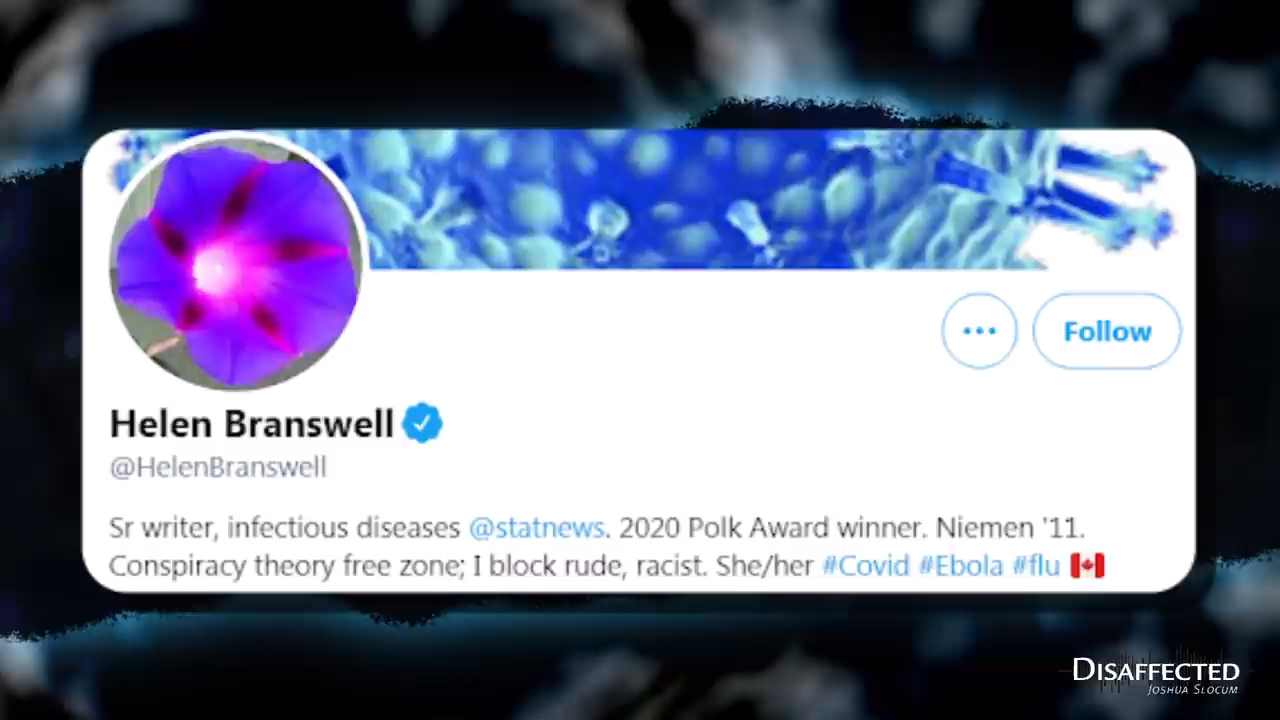 Follow
Helen Branswell
@HelenBranswell
Sr writer, infectious diseases @statnews. 2020 Polk Award winner. Niemen '11.
Conspiracy theory free zone; I block rude, racist. She/her #Covid #Ebola #flu 🇨🇦
DISAFFECTED
JOSHUA SLOCUM